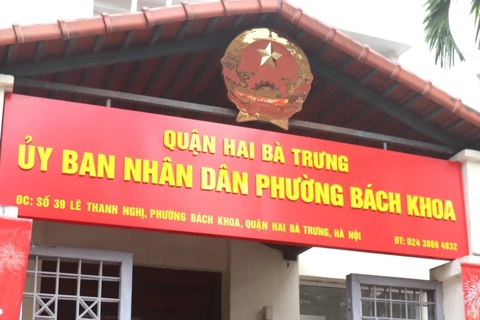 QUẬN HAI BÀ TRƯNG
ỦY BAN NHÂN DÂN PHƯỜNG BÁCH KHOA
ĐC: SỐ 39 LÊ THANH NGHỊ, PHƯỜNG BÁCH KHOA, QUẬN HAI BÀ TRƯNG, HÀ NỘI
ĐT: 024 3869 4832